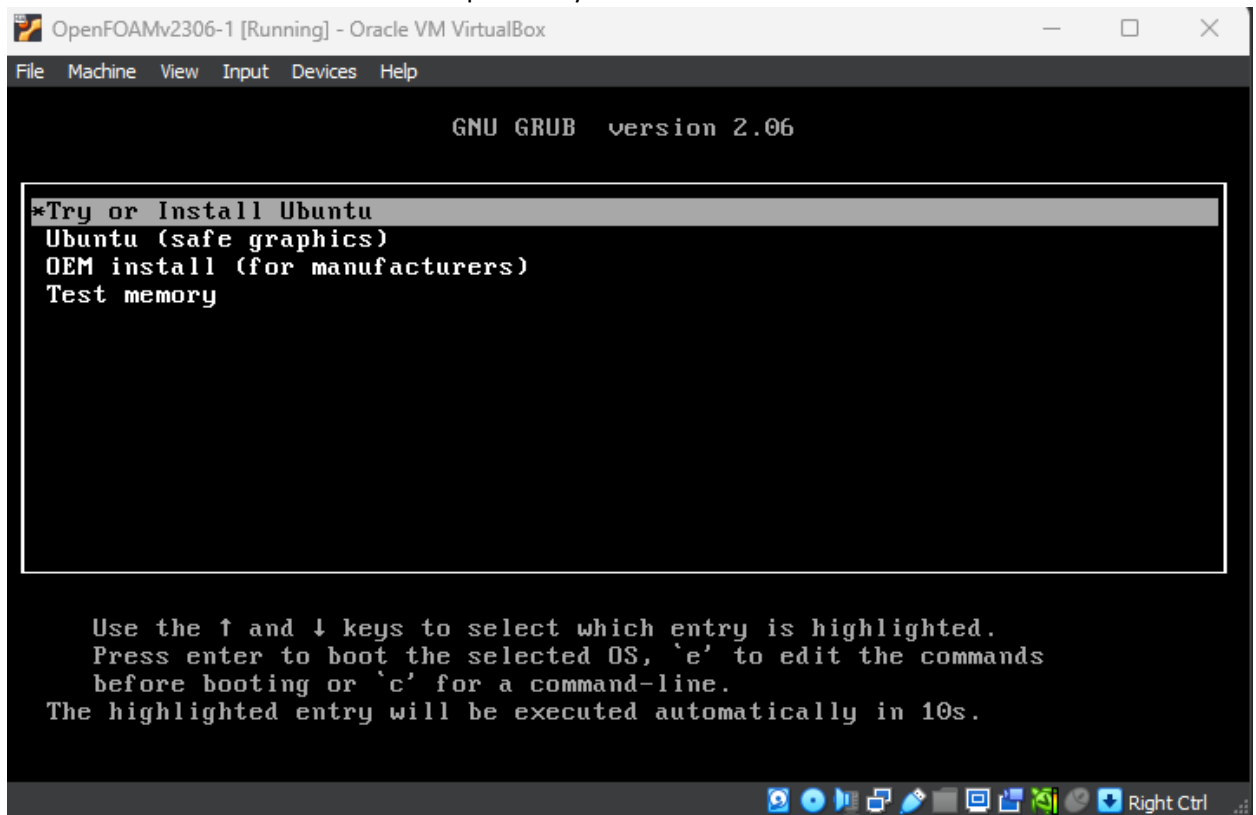 OpenFOAMv2306-1 [Running] - Oracle VM VirtualBox
File Machine View Input Devices Help
GNU GRUB version 2.06
*Try or Install Ubuntu
Ubuntu (safe graphics)
OEM install (for manufacturers)
Test memory
Use the ↑ and ↓ keys to select which entry is highlighted.
Press enter to boot the selected OS, `e' to edit the commands
before booting or `c' for a command-line.
The highlighted entry will be executed automatically in 10s.
Right Ctrl